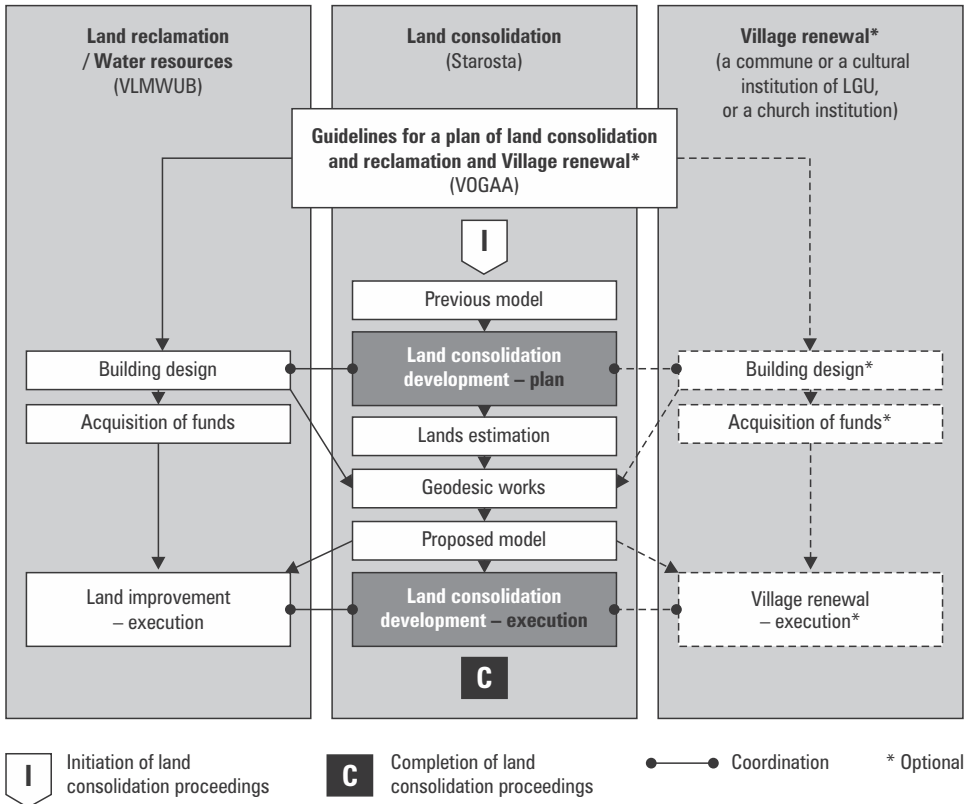 Land reclamation
/ Water resources
(VLMWUB)
Land consolidation
(Starosta)
Village renewal*
(a commune or a cultural
institution of LGU,
or a church institution)
Guidelines for a plan of land consolidation
and reclamation and Village renewal*
(VOGAA)
I
Previous model
Building design
Land consolidation
development – plan
Building design*
Acquisition of funds
Lands estimation
Acquisition of funds*
Geodesic works
Proposed model
Land improvement
– execution
Land consolidation
development – execution
Village renewal
– execution*
C
I
Initiation of land
consolidation proceedings
C
Completion of land
consolidation proceedings
Coordination
* Optional